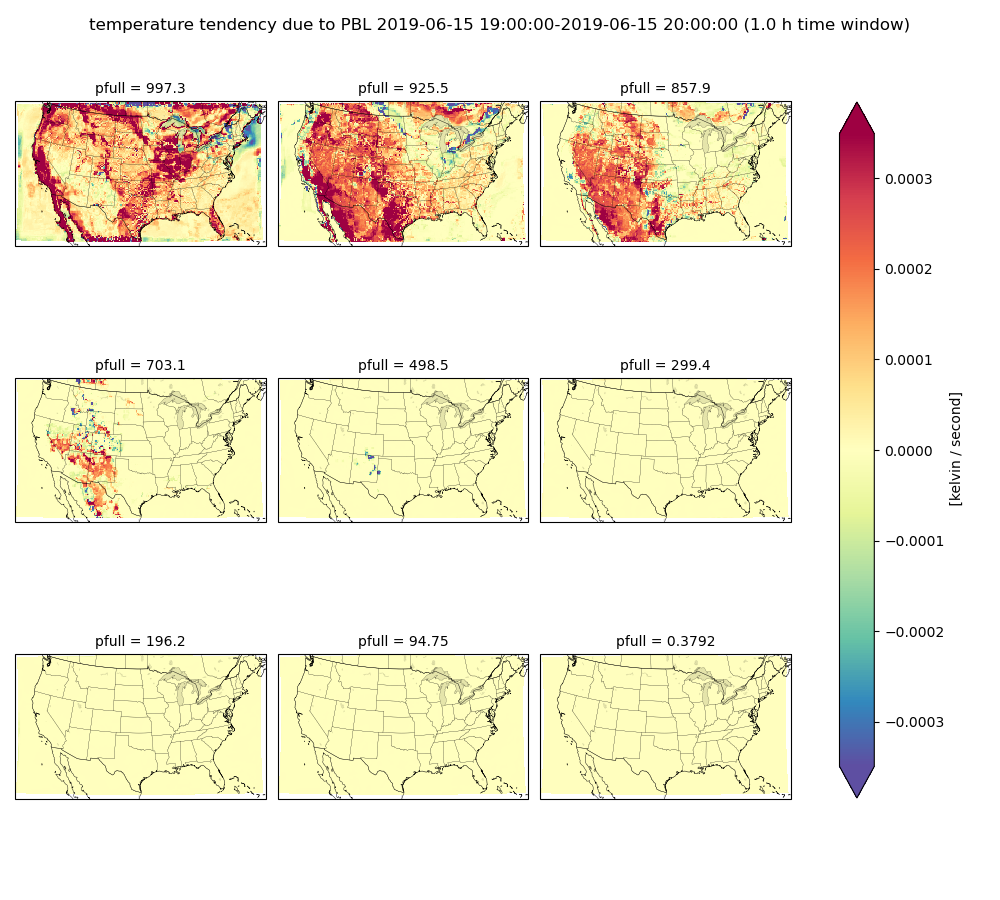 temperature tendency due to PBL 2019-06-15 19:00:00-2019-06-15 20:00:00 (1.0 h time window)
pfull = 997.3
pfull = 925.5
pfull = 857.9
pfull = 703.1
pfull = 498.5
pfull = 299.4
pfull = 196.2
pfull = 94.75
pfull = 0.3792
0.0003
0.0002
0.0001
0.0000
−0.0001
−0.0002
−0.0003
[kelvin / second]